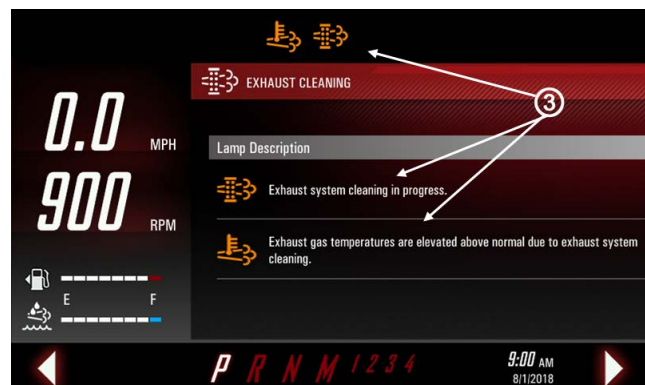 EXHAUST CLEANING
3
0.0 MPH
Lamp Description
Exhaust system cleaning in progress.
900 RPM
Exhaust gas temperatures are elevated above normal due to exhaust system
cleaning.
E F
P R N M 1 2 3 4
9:00 AM
8/1/2018